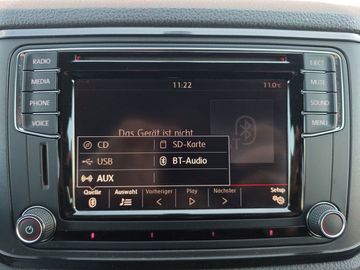 RADIO
EJECT
MEDIA
MUTE
PHONE
SOUND
VOICE
MENU
11:22
11.0°C
Das Gerät ist nicht
CD
SD-Karte
USB
BT-Audio
AUX
Quelle
Auswahl
Vorheriger
Play
Nächster
Setup